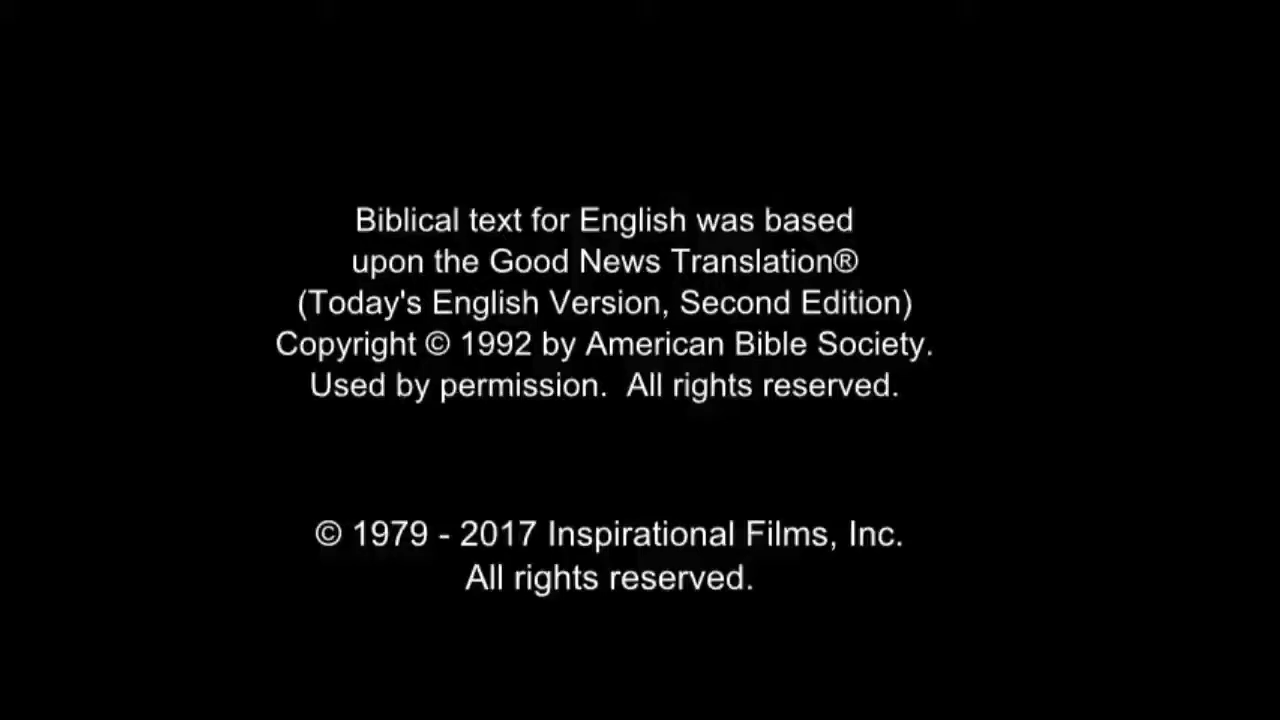 Biblical text for English was based
upon the Good News Translation®
(Today's English Version, Second Edition)
Copyright © 1992 by American Bible Society.
Used by permission.  All rights reserved.
© 1979 - 2017 Inspirational Films, Inc.
All rights reserved.